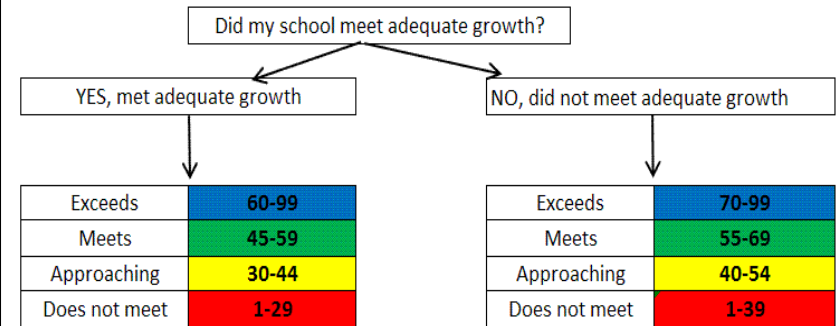 Did my school meet adequate growth?
YES, met adequate growth
NO, did not meet adequate growth
Exceeds 60-99
Meets 45-59
Approaching 30-44
Does not meet 1-29
Exceeds 70-99
Meets 55-69
Approaching 40-54
Does not meet 1-39